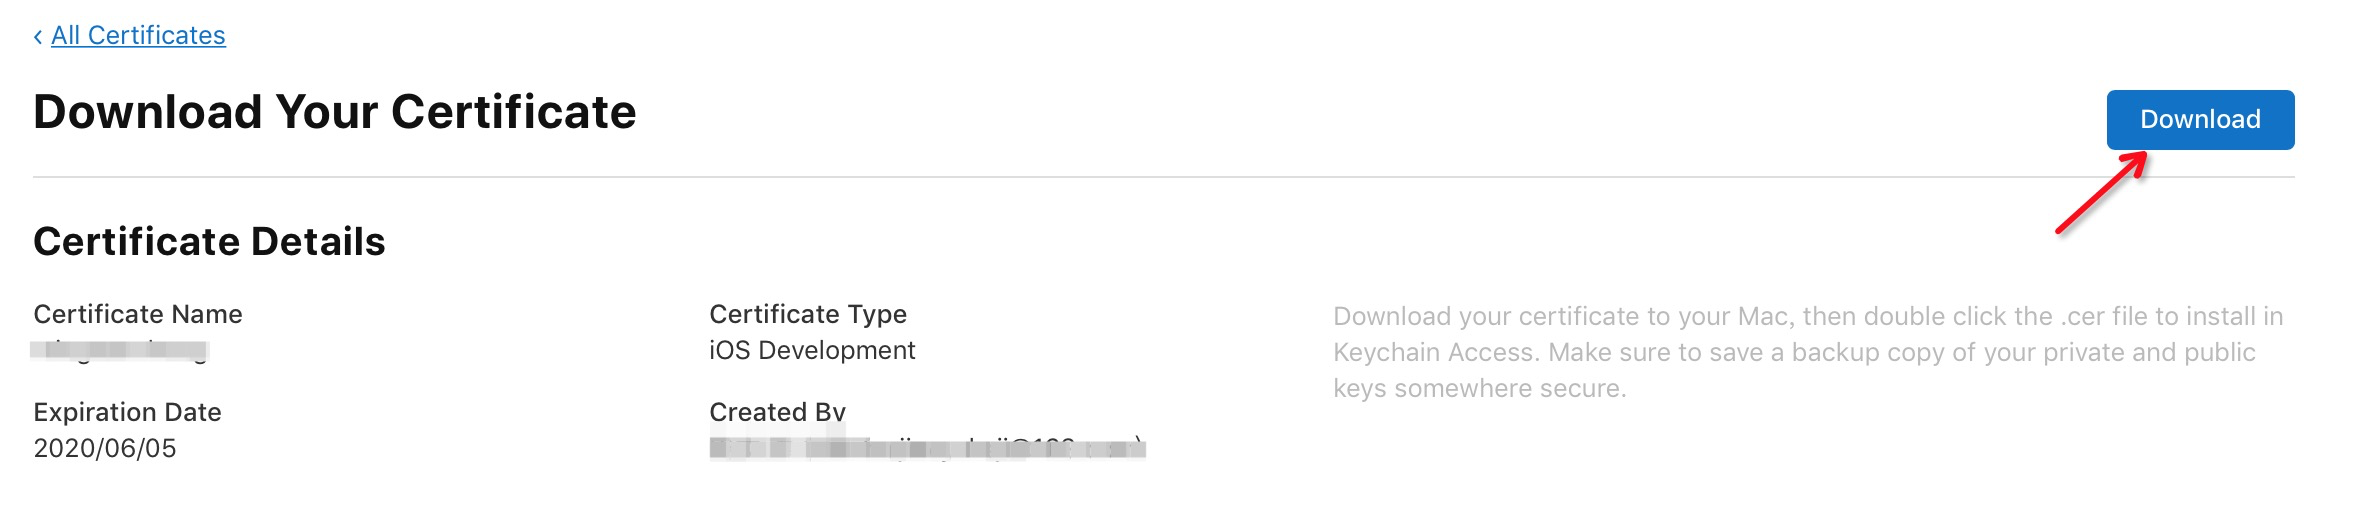 ‹ All Certificates
Download Your Certificate
Download
Certificate Details
Certificate Name
Certificate Type
iOS Development
Expiration Date
2020/06/05
Created By
Download your certificate to your Mac, then double click the .cer file to install in
Keychain Access. Make sure to save a backup copy of your private and public
keys somewhere secure.